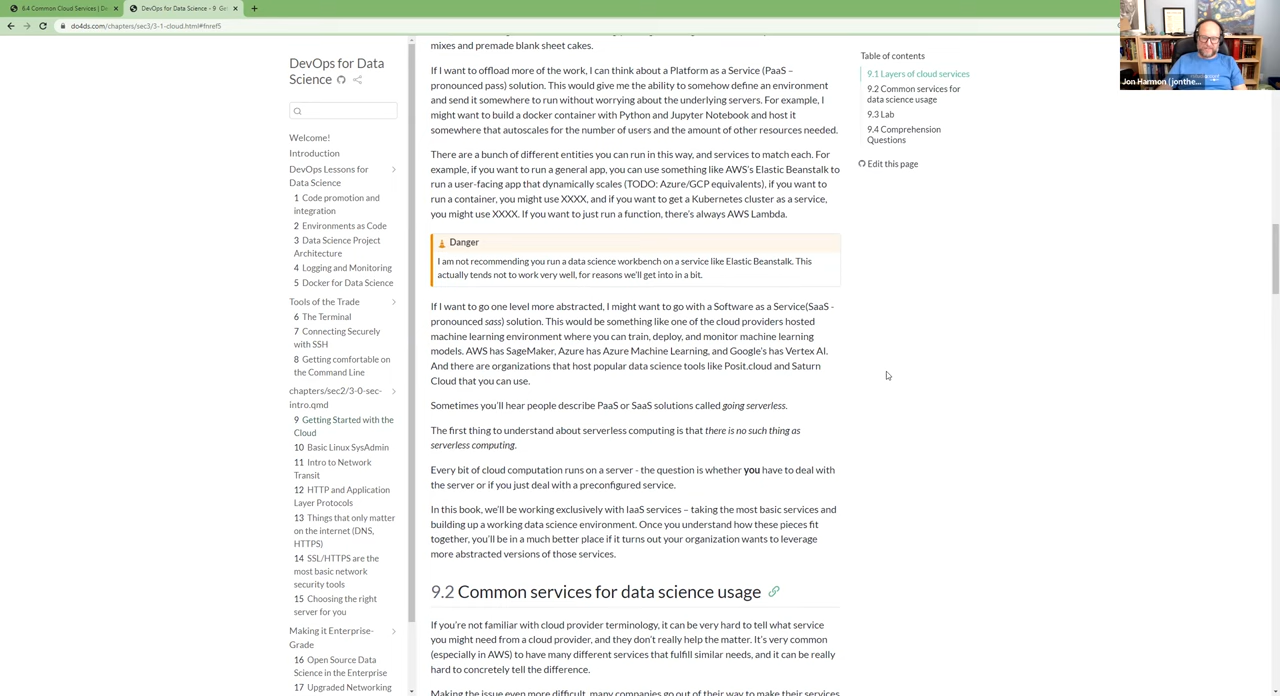 6.4 Common Cloud Services | D
DevOps for Data Science - 9 Ge
do4ds.com/chapters/sec3/3-1-cloud.html#fnref5
Jon Harmon (jonthe...
DevOps for Data
Science
Welcome!
Introduction
DevOps Lessons for
Data Science
1 Code promotion and
integration
2 Environments as Code
3 Data Science Project
Architecture
4 Logging and Monitoring
5 Docker for Data Science
Tools of the Trade
6 The Terminal
7 Connecting Securely
with SSH
8 Getting comfortable on
the Command Line
chapters/sec2/3-0-sec-
intro.qmd
9 Getting Started with the
Cloud
10 Basic Linux SysAdmin
11 Intro to Network
Transit
12 HTTP and Application
Layer Protocols
13 Things that only matter
on the internet (DNS,
HTTPS)
14 SSL/HTTPS are the
most basic network
security tools
15 Choosing the right
server for you
Making it Enterprise-
Grade
16 Open Source Data
Science in the Enterprise
17 Upgraded Networking
mixes and premade blank sheet cakes.
If I want to offload more of the work, I can think about a Platform as a Service (PaaS –
pronounced pass) solution. This would give me the ability to somehow define an environment
and send it somewhere to run without worrying about the underlying servers. For example, I
might want to build a docker container with Python and Jupyter Notebook and host it
somewhere that autoscales for the number of users and the amount of other resources needed.
There are a bunch of different entities you can run in this way, and services to match each. For
example, if you want to run a general app, you can use something like AWS's Elastic Beanstalk to
run a user-facing app that dynamically scales (TODO: Azure/GCP equivalents), if you want to
run a container, you might use XXXX, and if you want to get a Kubernetes cluster as a service,
you might use XXXX. If you want to just run a function, there's always AWS Lambda.
Danger
I am not recommending you run a data science workbench on a service like Elastic Beanstalk. This
actually tends not to work very well, for reasons we'll get into in a bit.
If I want to go one level more abstracted, I might want to go with a Software as a Service(SaaS -
pronounced sass) solution. This would be something like one of the cloud providers hosted
machine learning environment where you can train, deploy, and monitor machine learning
models. AWS has SageMaker, Azure has Azure Machine Learning, and Google's has Vertex AI.
And there are organizations that host popular data science tools like Posit.cloud and Saturn
Cloud that you can use.
Sometimes you'll hear people describe PaaS or SaaS solutions called going serverless.
The first thing to understand about serverless computing is that there is no such thing as
serverless computing.
Every bit of cloud computation runs on a server - the question is whether you have to deal with
the server or if you just deal with a preconfigured service.
In this book, we'll be working exclusively with IaaS services – taking the most basic services and
building up a working data science environment. Once you understand how these pieces fit
together, you'll be in a much better place if it turns out your organization wants to leverage
more abstracted versions of those services.
9.2 Common services for data science usage
If you're not familiar with cloud provider terminology, it can be very hard to tell what service
you might need from a cloud provider, and they don't really help the matter. It's very common
(especially in AWS) to have many different services that fulfill similar needs, and it can be really
hard to concretely tell the difference.
Making the issue even more difficult, many companies go out of their way to make their services
Table of contents
9.1 Layers of cloud services
9.2 Common services for
data science usage
9.3 Lab
9.4 Comprehension
Questions
Edit this page